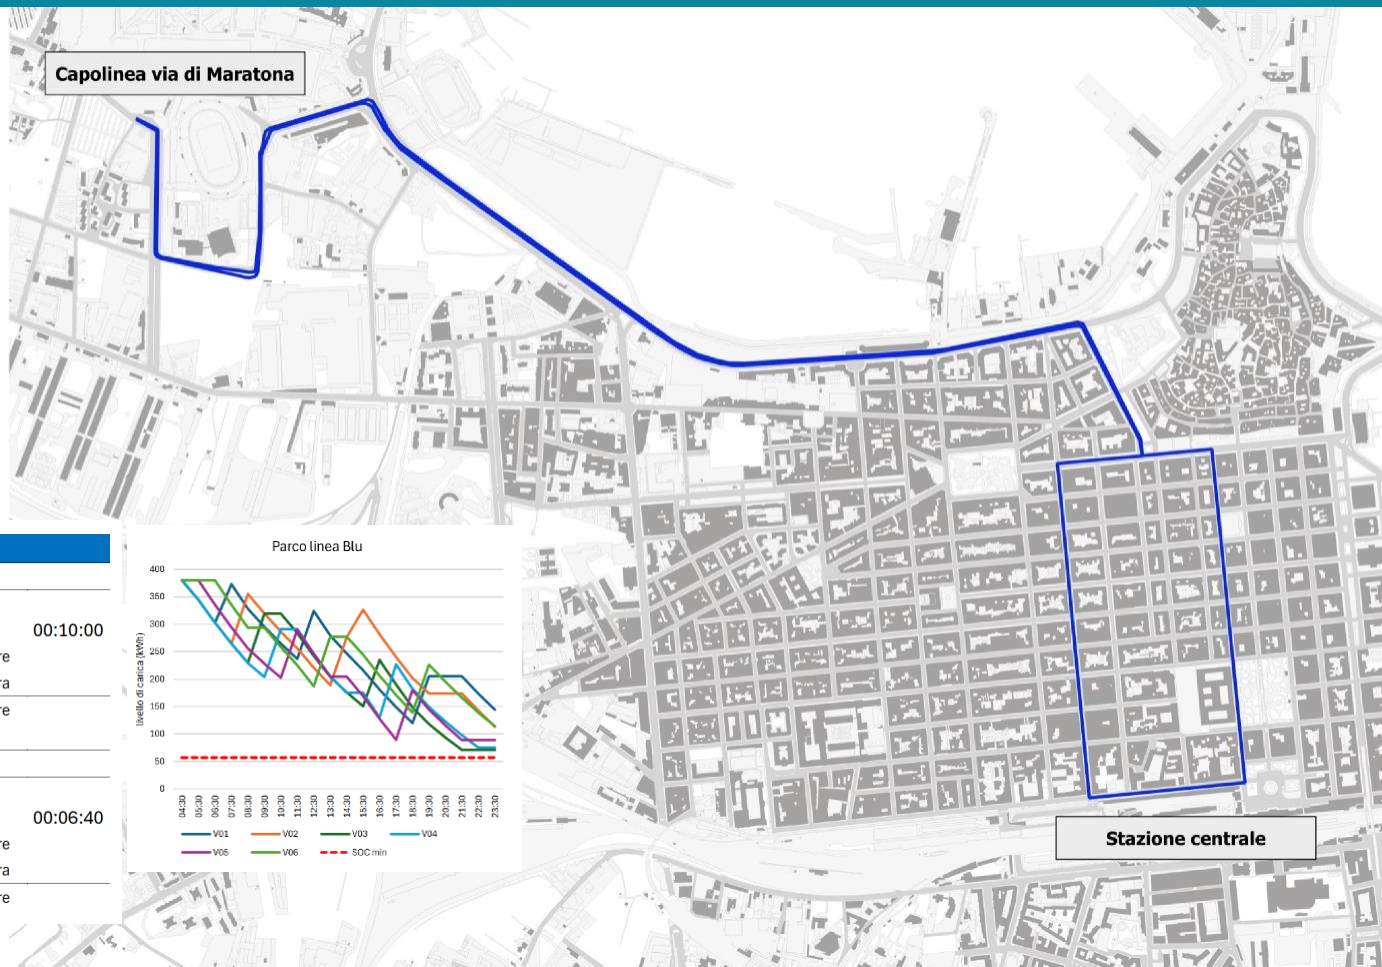 Capolinea via di Maratona
00:10:00
re
ra
re
00:06:40
re
ra
re
Parco linea Blu
livello di carica (kWh)
400
350
300
250
200
150
100
50
0
04:30 05:30 06:30 07:30 08:30 09:30 10:30 11:30 12:30 13:30 14:30 15:30 16:30 17:30 18:30 19:30 20:30 21:30 22:30 23:30
V01 V02 V03 V04
V05 V06 SOC min
Stazione centrale